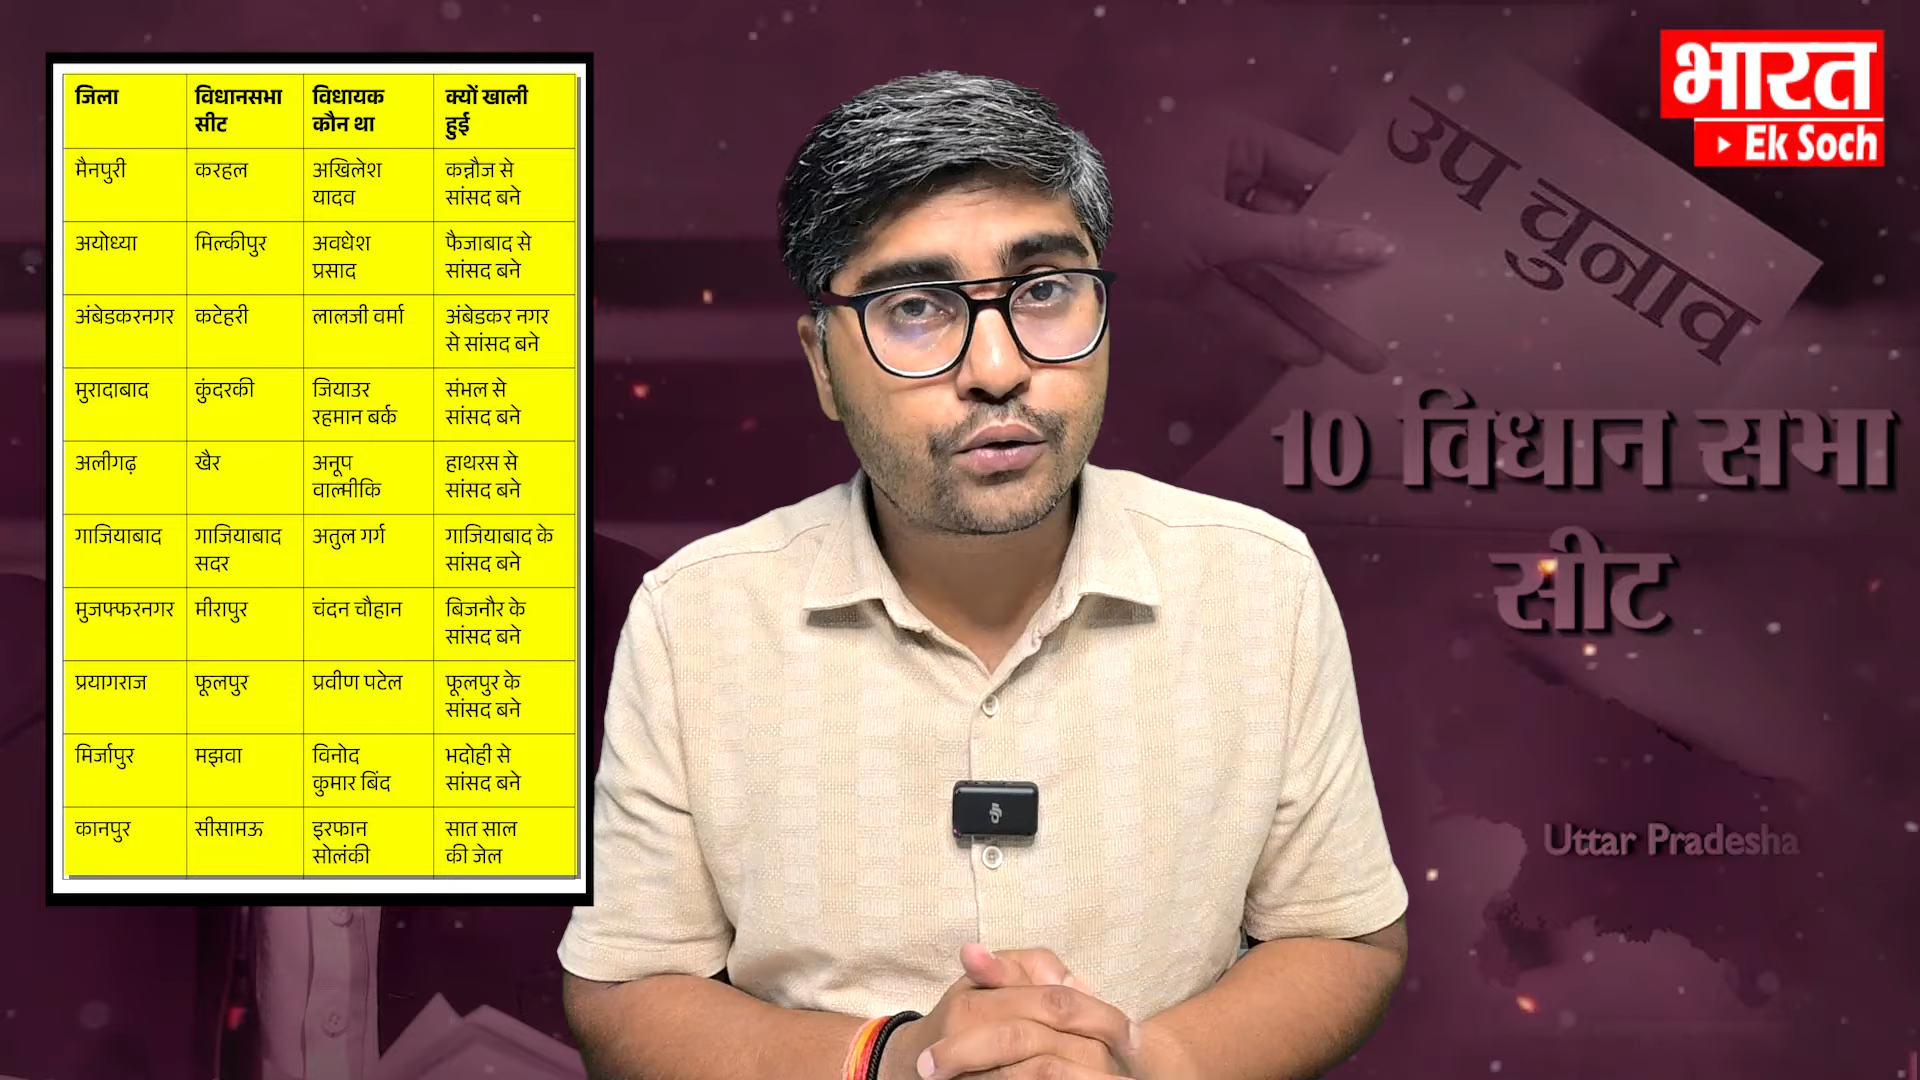 जिला
विधानसभा
सीट
विधायक
कौन था
क्यों खाली
हुई
मैनपुरी
करहल
अखिलेश
यादव
कन्नौज से
सांसद बने
अयोध्या
मिल्कीपुर
अवधेश
प्रसाद
फैजाबाद से
सांसद बने
अंबेडकरनगर
कटेहरी
लालजी वर्मा
अंबेडकर नगर
से सांसद बने
मुरादाबाद
कुंदरकी
जियाउर
रहमान बर्क
संभल से
सांसद बने
अलीगढ़
खैर
अनूप
वाल्मीकि
हाथरस से
सांसद बने
गाजियाबाद
गाजियाबाद
सदर
अतुल गर्ग
गाजियाबाद के
सांसद बने
मुजफ्फरनगर
मीरापुर
चंदन चौहान
बिजनौर के
सांसद बने
प्रयागराज
फूलपुर
प्रवीण पटेल
फूलपुर के
सांसद बने
मिर्जापुर
मझवा
विनोद
कुमार बिंद
भदोही से
सांसद बने
कानपुर
सीसामऊ
इरफान
सोलंकी
सात साल
की जेल
भारत
Ek Soch
उप चुनाव
10 विधान सभा
सीट
Uttar Pradesha
dji